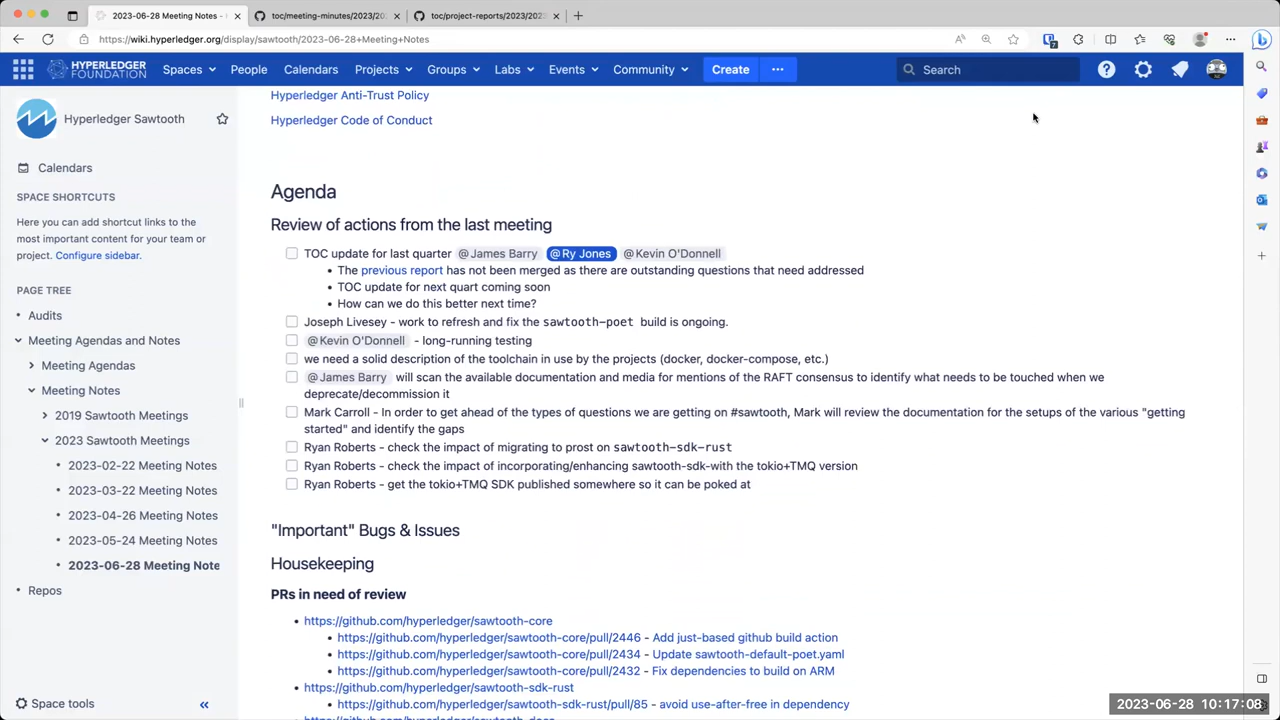 2023-06-28 Meeting Notes -
toc/meeting-minutes/2023/20
toc/project-reports/2023/2023
https://wiki.hyperledger.org/display/sawtooth/2023-06-28+Meeting+Notes
HYPERLEDGER
FOUNDATION
Spaces
People
Calendars
Projects
Groups
Labs
Events
Community
Create
Search
Hyperledger Sawtooth
Calendars
SPACE SHORTCUTS
Here you can add shortcut links to the
most important content for your team or
project. Configure sidebar.
PAGE TREE
Audits
Meeting Agendas and Notes
Meeting Agendas
Meeting Notes
2019 Sawtooth Meetings
2023 Sawtooth Meetings
2023-02-22 Meeting Notes
2023-03-22 Meeting Notes
2023-04-26 Meeting Notes
2023-05-24 Meeting Notes
2023-06-28 Meeting Note
Repos
Space tools
Hyperledger Anti-Trust Policy
Hyperledger Code of Conduct
Agenda
Review of actions from the last meeting
TOC update for last quarter @James Barry @Ry Jones @Kevin O'Donnell
• The previous report has not been merged as there are outstanding questions that need addressed
• TOC update for next quart coming soon
• How can we do this better next time?
Joseph Livesey - work to refresh and fix the sawtooth-poet build is ongoing.
@Kevin O'Donnell - long-running testing
we need a solid description of the toolchain in use by the projects (docker, docker-compose, etc.)
@James Barry will scan the available documentation and media for mentions of the RAFT consensus to identify what needs to be touched when we
deprecate/decommission it
Mark Carroll - In order to get ahead of the types of questions we are getting on #sawtooth, Mark will review the documentation for the setups of the various "getting
started" and identify the gaps
Ryan Roberts - check the impact of migrating to prost on sawtooth-sdk-rust
Ryan Roberts - check the impact of incorporating/enhancing sawtooth-sdk-with the tokio+TMQ version
Ryan Roberts - get the tokio+TMQ SDK published somewhere so it can be poked at
"Important" Bugs & Issues
Housekeeping
PRs in need of review
• https://github.com/hyperledger/sawtooth-core
• https://github.com/hyperledger/sawtooth-core/pull/2446 - Add just-based github build action
• https://github.com/hyperledger/sawtooth-core/pull/2434 - Update sawtooth-default-poet.yaml
• https://github.com/hyperledger/sawtooth-core/pull/2432 - Fix dependencies to build on ARM
• https://github.com/hyperledger/sawtooth-sdk-rust
• https://github.com/hyperledger/sawtooth-sdk-rust/pull/85 - avoid use-after-free in dependency
2023-06-28 10:17:08